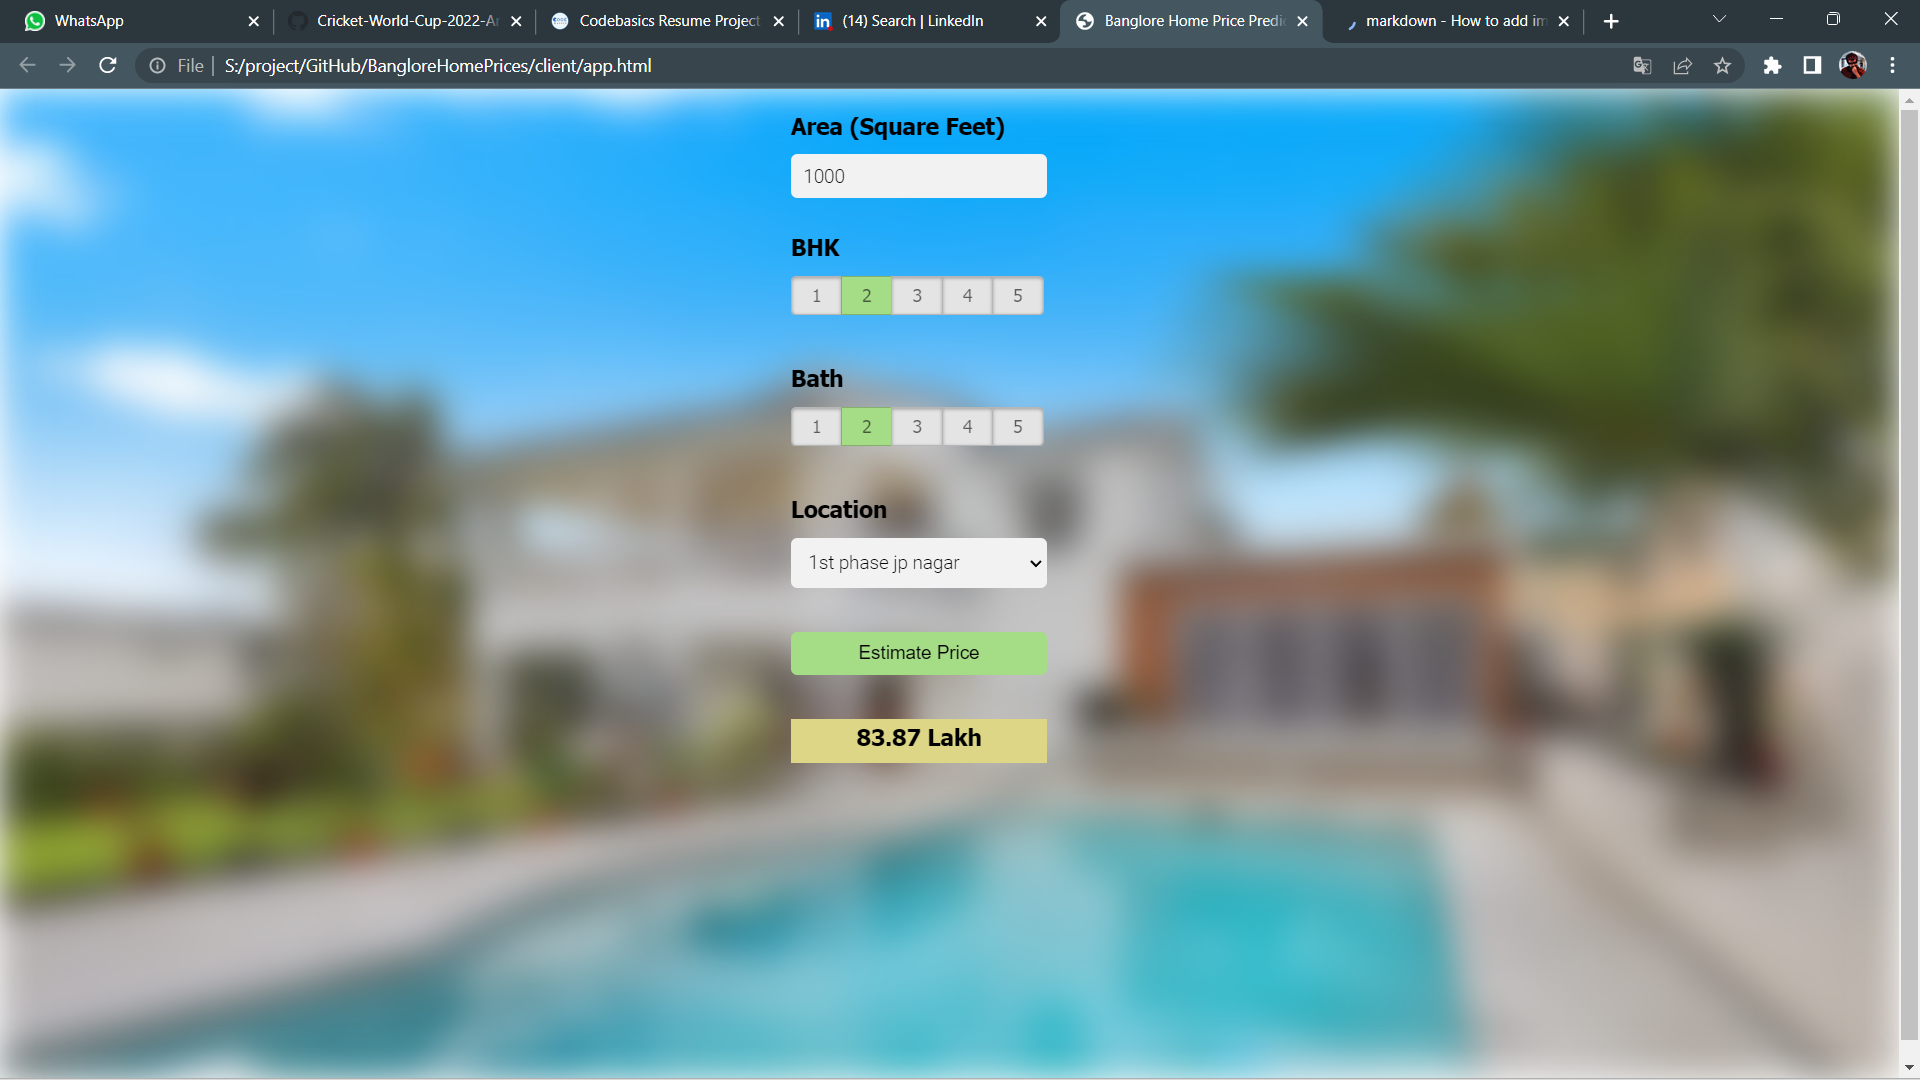 WhatsApp
Cricket-World-Cup-2022-An
Codebasics Resume Project
(14) Search | LinkedIn
Banglore Home Price Predic
markdown - How to add im
File | S:/project/GitHub/BangloreHomePrices/client/app.html
Area (Square Feet)
1000
BHK
1 2 3 4 5
Bath
1 2 3 4 5
Location
1st phase jp nagar
Estimate Price
83.87 Lakh